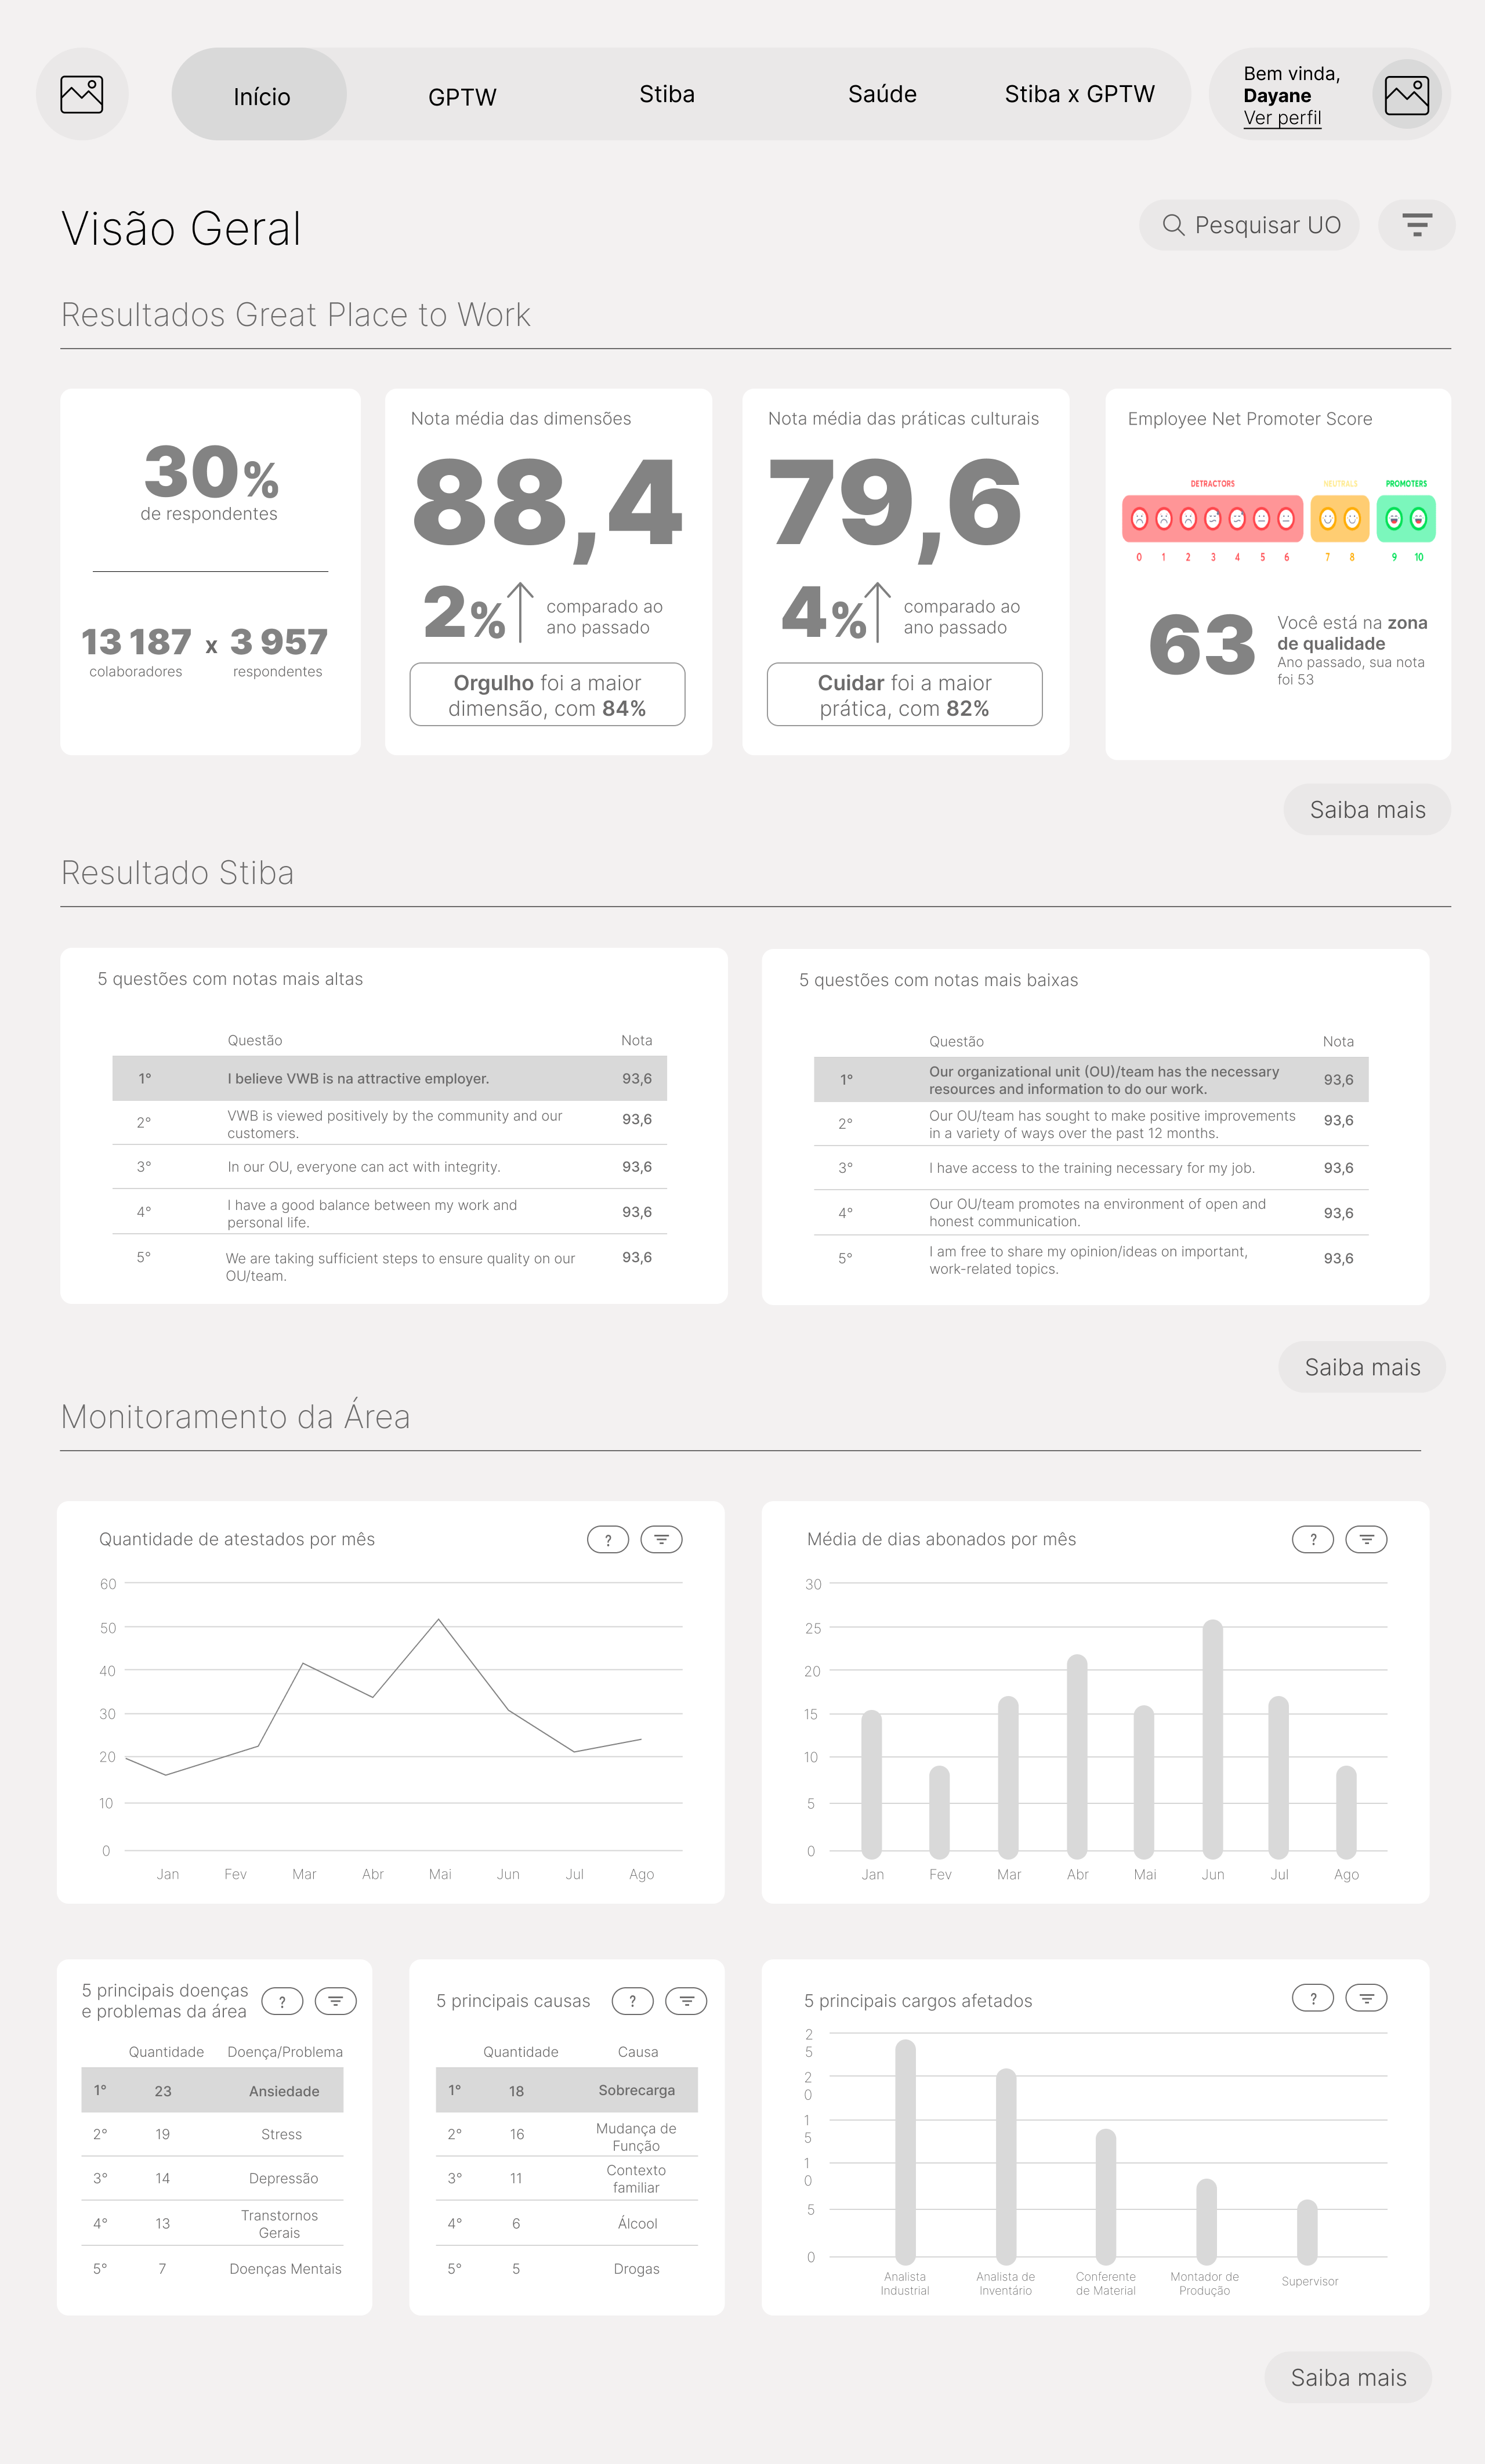 Início
GPTW
Stiba
Saúde
Stiba x GPTW
Bem vinda,
Dayane
Ver perfil
Visão Geral
Pesquisar UO
Resultados Great Place to Work
30%
de respondentes
13 187 x 3 957
colaboradores
respondentes
Nota média das dimensões
88,4
2%
comparado ao
ano passado
Orgulho foi a maior
dimensão, com 84%
Nota média das práticas culturais
79,6
4%
comparado ao
ano passado
Cuidar foi a maior
prática, com 82%
Employee Net Promoter Score
DETRACTORS
NEUTRALS
PROMOTERS
0 1 2 3 4 5 6 7 8 9 10
63
Você está na zona
de qualidade
Ano passado, sua nota
foi 53
Saiba mais
Resultado Stiba
5 questões com notas mais altas
Questão Nota
1° I believe VWB is na attractive employer. 93,6
2° VWB is viewed positively by the community and our
customers. 93,6
3° In our OU, everyone can act with integrity. 93,6
4° I have a good balance between my work and
personal life. 93,6
5° We are taking sufficient steps to ensure quality on our
OU/team. 93,6
5 questões com notas mais baixas
Questão Nota
1° Our organizational unit (OU)/team has the necessary
resources and information to do our work. 93,6
2° Our OU/team has sought to make positive improvements
in a variety of ways over the past 12 months. 93,6
3° I have access to the training necessary for my job. 93,6
4° Our OU/team promotes na environment of open and
honest communication. 93,6
5° I am free to share my opinion/ideas on important,
work-related topics. 93,6
Saiba mais
Monitoramento da Área
Quantidade de atestados por mês
?
60
50
40
30
20
10
0
Jan Fev Mar Abr Mai Jun Jul Ago
Média de dias abonados por mês
?
30
25
20
15
10
5
0
Jan Fev Mar Abr Mai Jun Jul Ago
5 principais doenças
e problemas da área
?
Quantidade Doença/Problema
1° 23 Ansiedade
2° 19 Stress
3° 14 Depressão
4° 13 Transtornos
Gerais
5° 7 Doenças Mentais
5 principais causas
?
Quantidade Causa
1° 18 Sobrecarga
2° 16 Mudança de
Função
3° 11 Contexto
familiar
4° 6 Álcool
5° 5 Drogas
5 principais cargos afetados
?
2
5
2
0
1
5
1
0
5
0
Analista
Industrial
Analista de
Inventário
Conferente
de Material
Montador de
Produção
Supervisor
Saiba mais